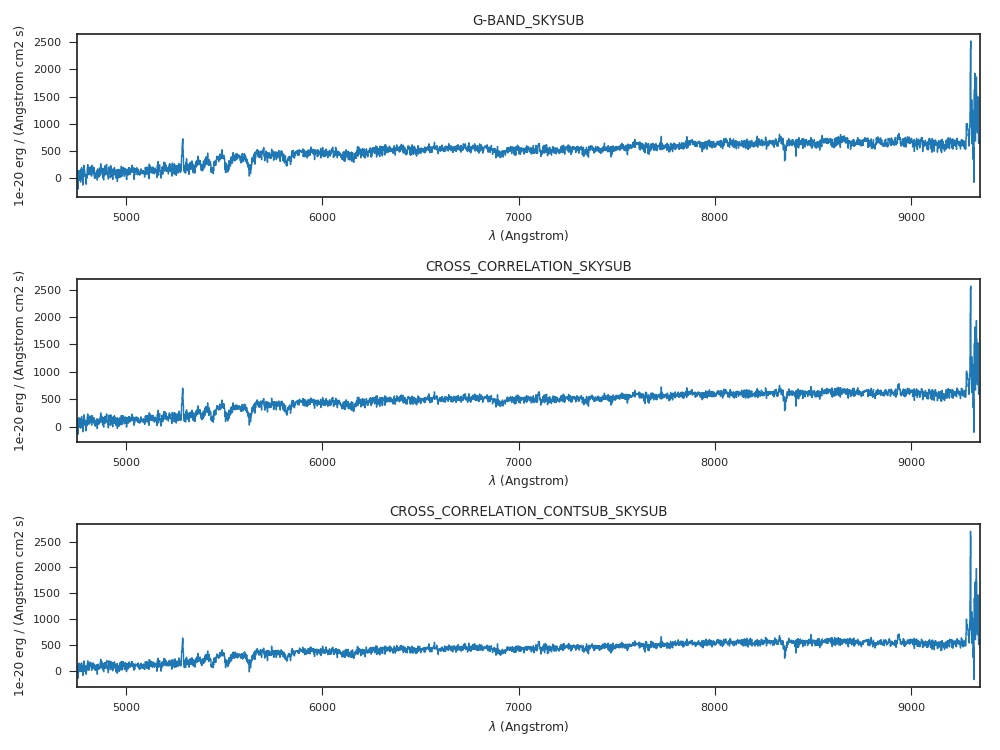 G-BAND_SKYSUB
1e-20 erg / (Angstrom cm2 s)
2500
2000
1500
1000
500
0
5000 6000 7000 8000 9000
λ (Angstrom)
CROSS_CORRELATION_SKYSUB
1e-20 erg / (Angstrom cm2 s)
2500
2000
1500
1000
500
0
5000 6000 7000 8000 9000
λ (Angstrom)
CROSS_CORRELATION_CONTSUB_SKYSUB
1e-20 erg / (Angstrom cm2 s)
2500
2000
1500
1000
500
0
5000 6000 7000 8000 9000
λ (Angstrom)